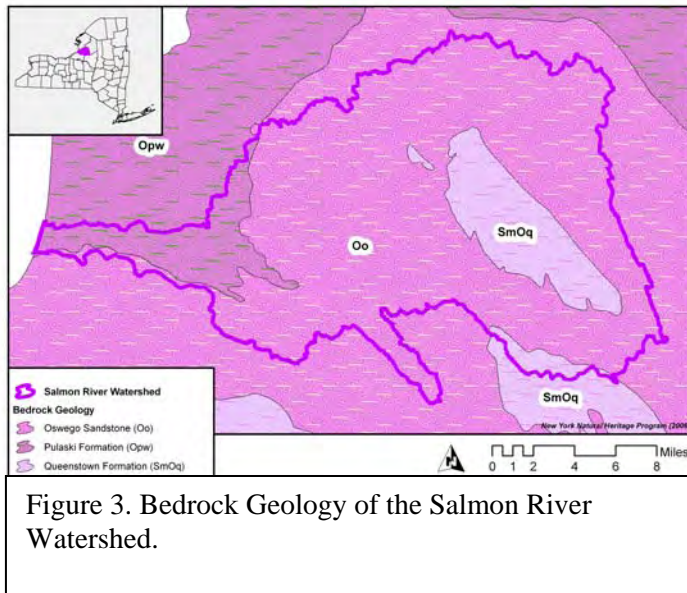 Opw
SmOq
Oo
SmOq
Salmon River Watershed
Bedrock Geology
Oswego Sandstone (Oo)
Pulaski Formation (Opw)
Queenstown Formation (SmOq)
New York Natural Heritage Program (2006)
Miles
0 1 2 4 6 8
Figure 3. Bedrock Geology of the Salmon River
Watershed.